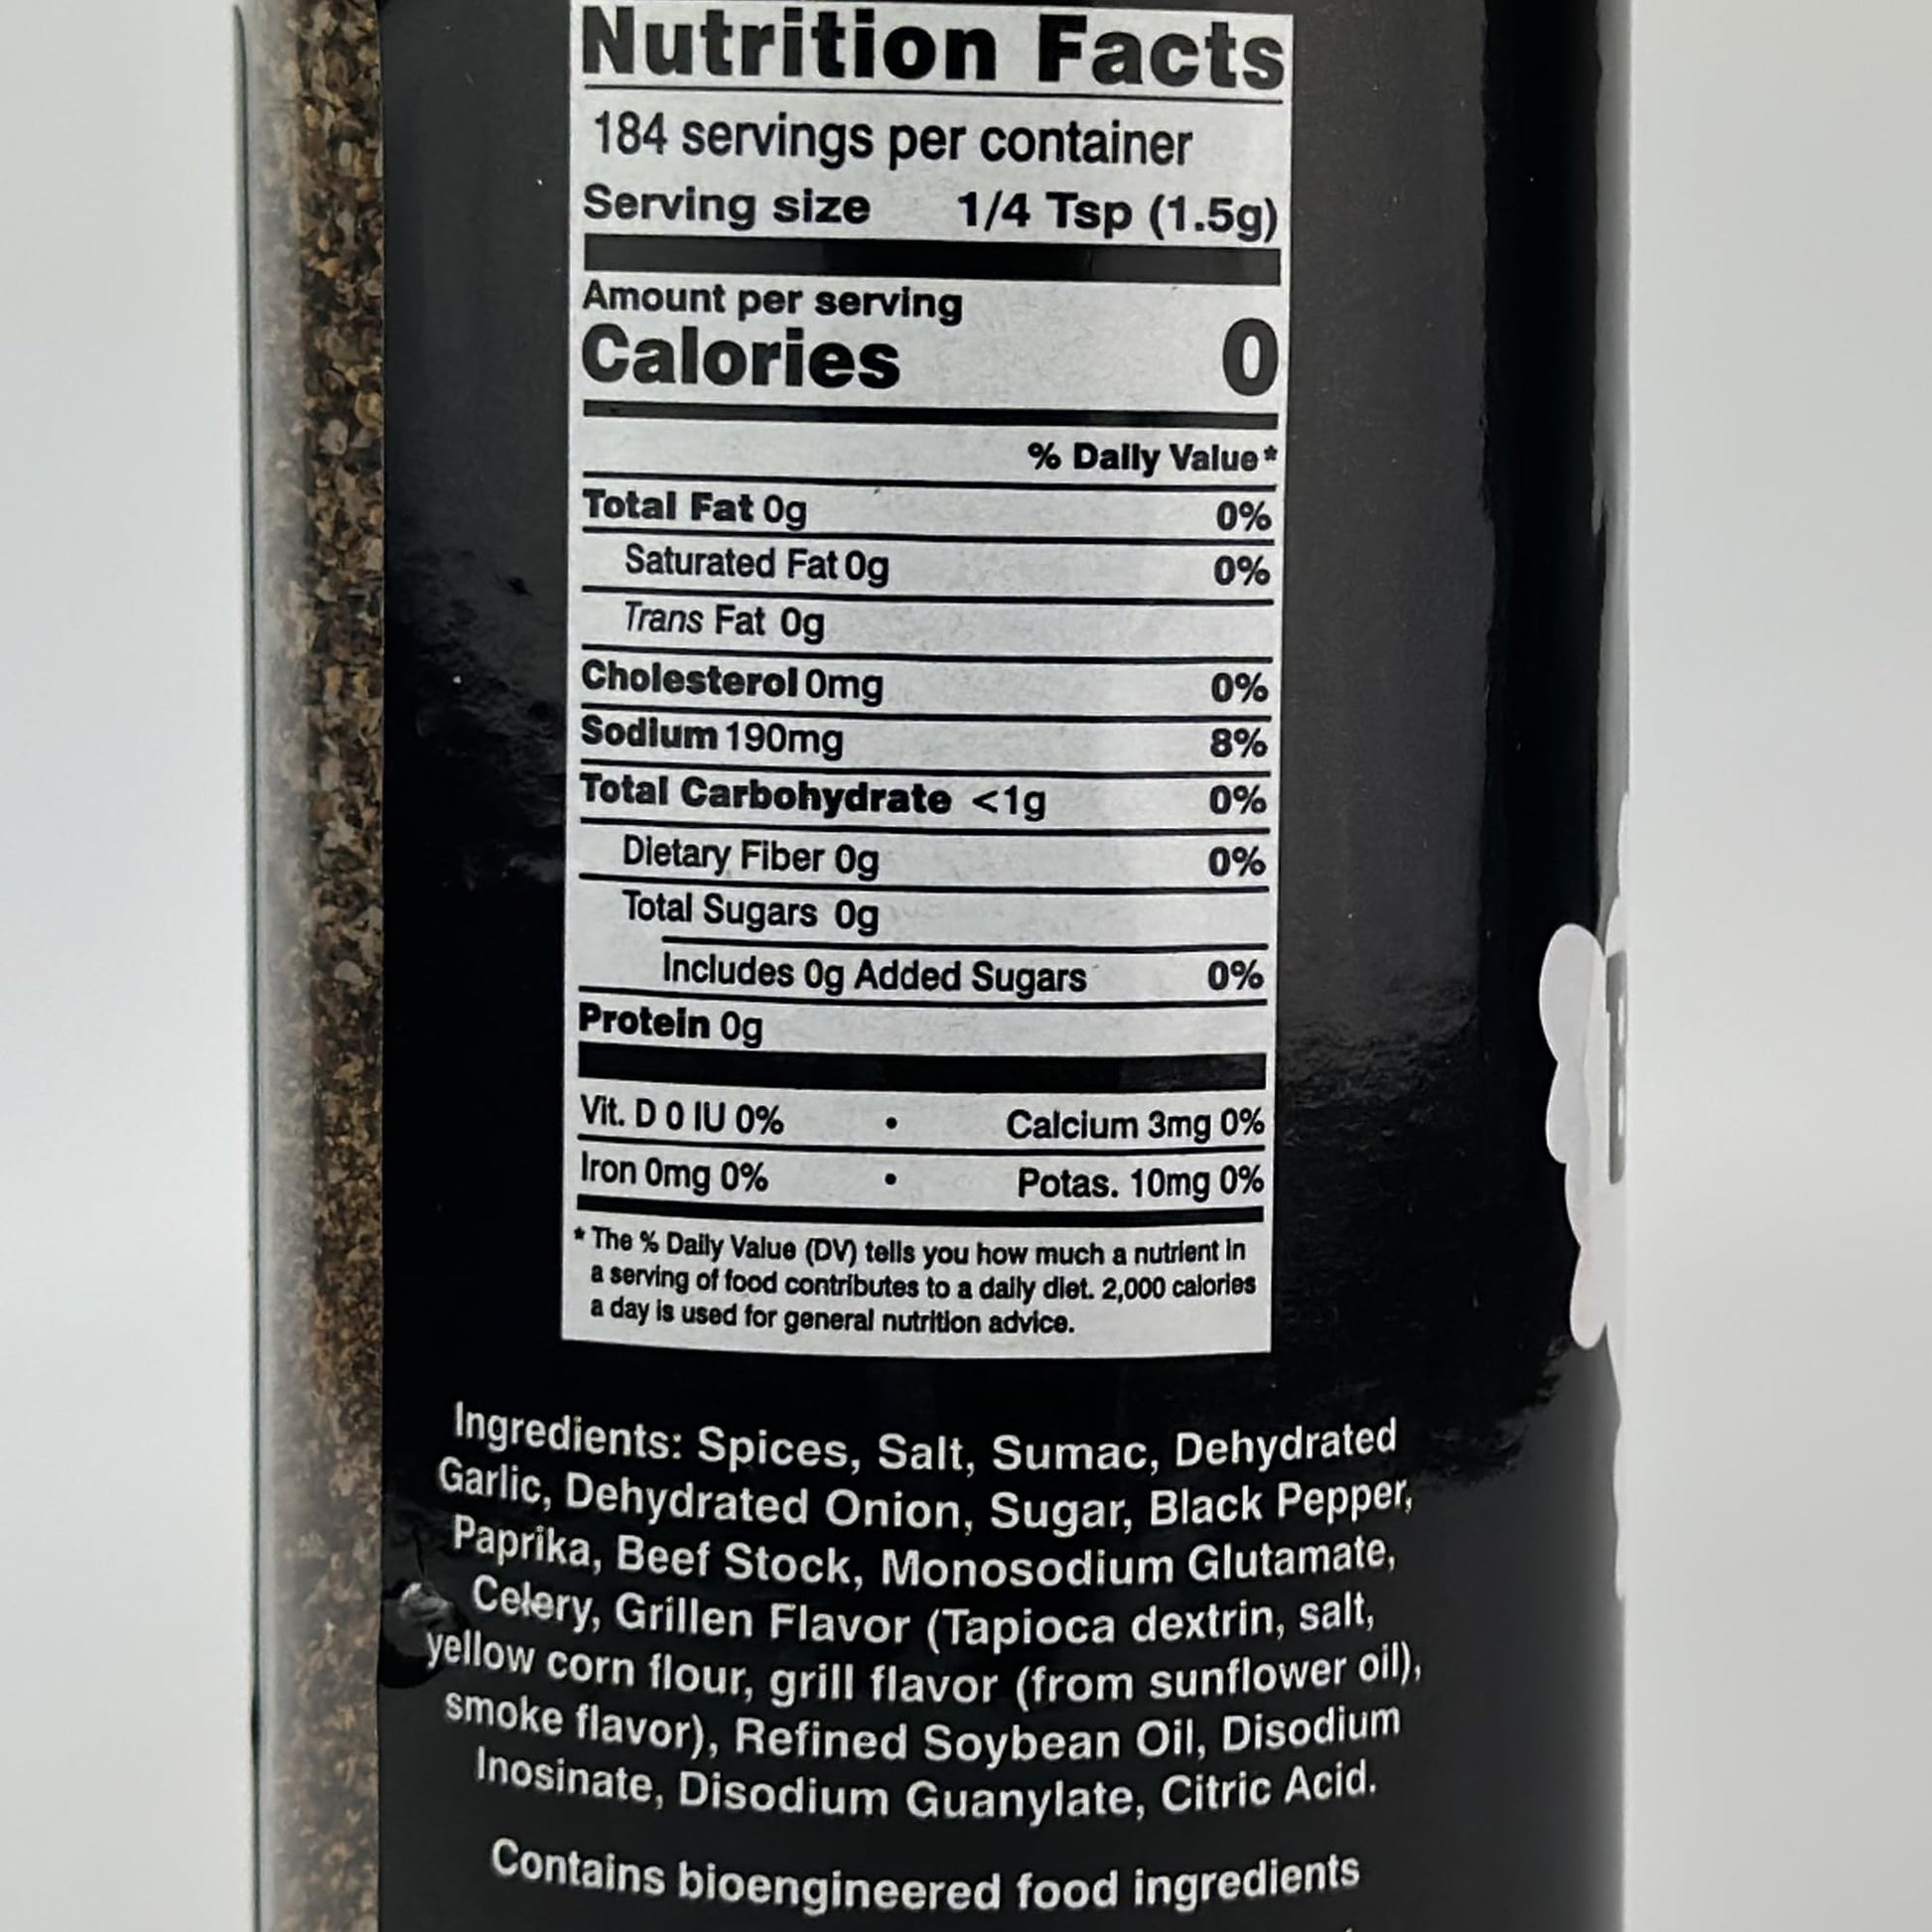 Nutrition Facts
184 servings per container
Serving size 1/4 Tsp (1.5g)
Amount per serving
Calories 0
% Daily Value*
Total Fat 0g 0%
Saturated Fat 0g 0%
Trans Fat 0g
Cholesterol 0mg 0%
Sodium 190mg 8%
Total Carbohydrate <1g 0%
Dietary Fiber 0g 0%
Total Sugars 0g
Includes 0g Added Sugars 0%
Protein 0g
Vit. D 0 IU 0% • Calcium 3mg 0%
Iron 0mg 0% • Potas. 10mg 0%
* The % Daily Value (DV) tells you how much a nutrient in
a serving of food contributes to a daily diet. 2,000 calories
a day is used for general nutrition advice.
Ingredients: Spices, Salt, Sumac, Dehydrated
Garlic, Dehydrated Onion, Sugar, Black Pepper,
Paprika, Beef Stock, Monosodium Glutamate,
Celery, Grillen Flavor (Tapioca dextrin, salt,
yellow corn flour, grill flavor (from sunflower oil),
smoke flavor), Refined Soybean Oil, Disodium
Inosinate, Disodium Guanylate, Citric Acid.
Contains bioengineered food ingredients